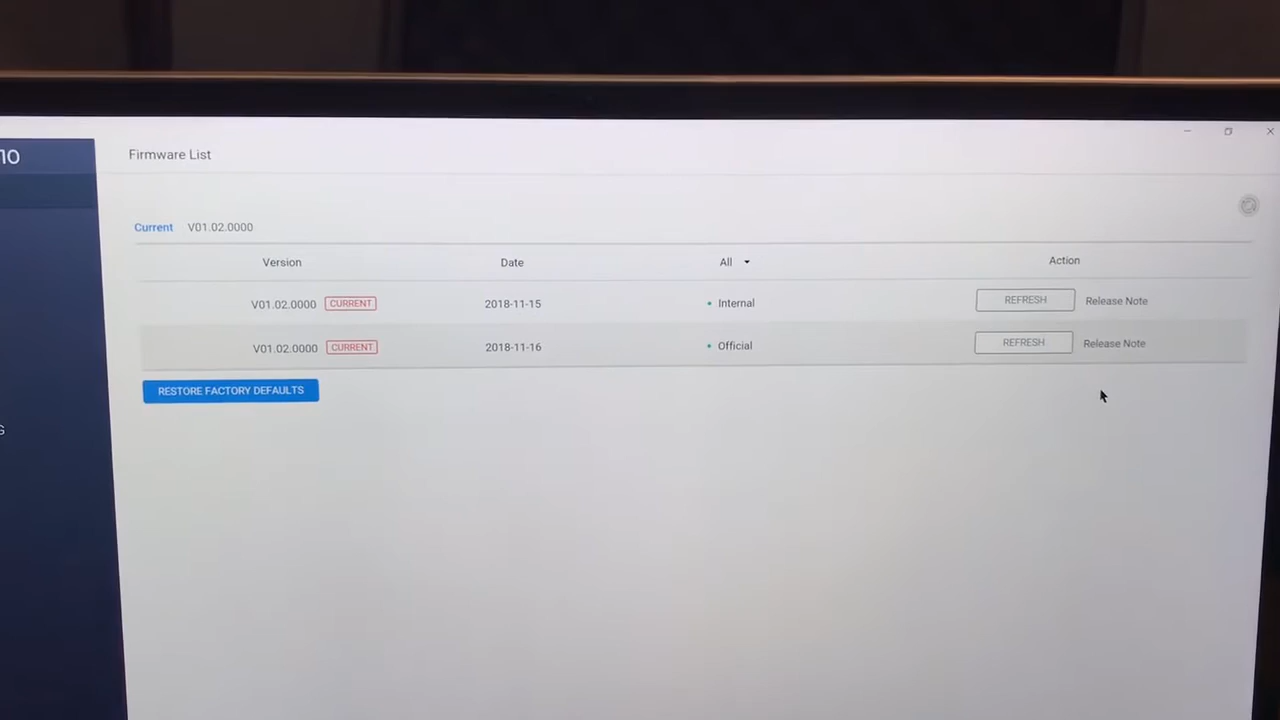 10
Firmware List
Current V01.02.0000
Version Date All Action
V01.02.0000 CURRENT 2018-11-15 Internal REFRESH Release Note
V01.02.0000 CURRENT 2018-11-16 Official REFRESH Release Note
RESTORE FACTORY DEFAULTS
G